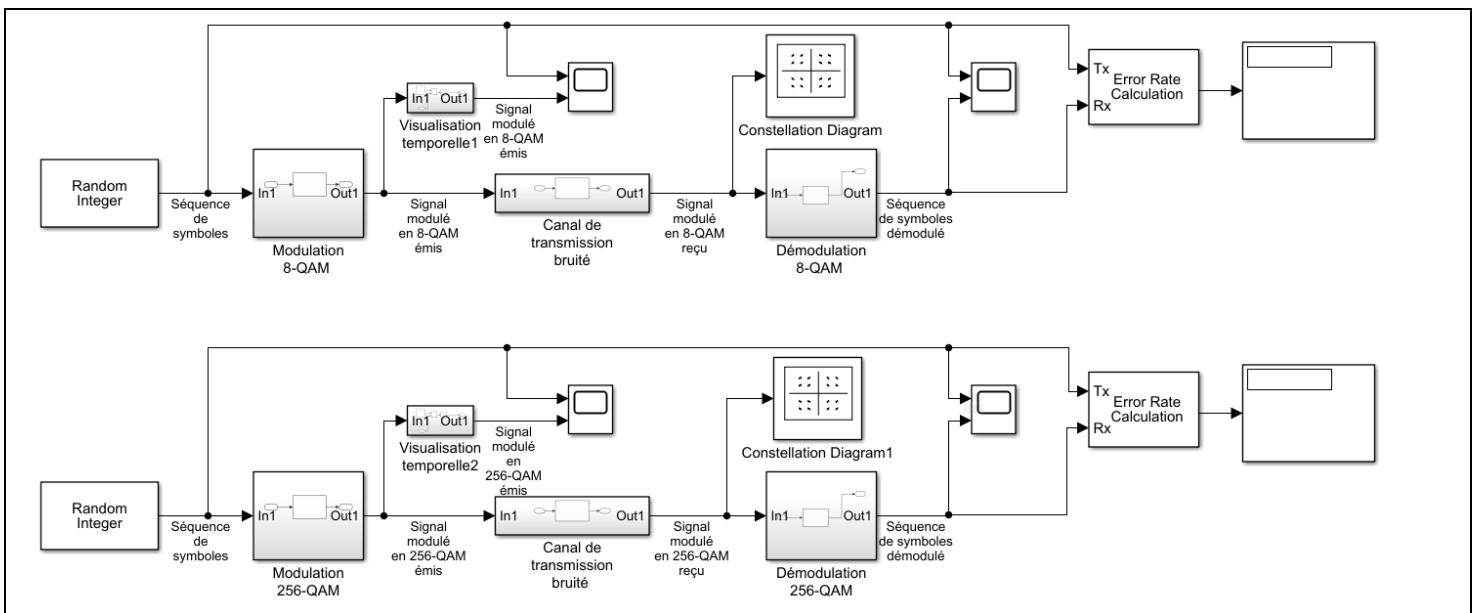 Random
Integer
Séquence
de
symboles
In1
Out1
Modulation
8-QAM
In1 Out1
Visualisation
temporelle1
Signal
modulé
en 8-QAM
émis
Signal
modulé
en 8-QAM
émis
In1
Out1
Canal de
transmission
bruité
Signal
modulé
en 8-QAM
reçu
Constellation Diagram
In1
Out1
Démodulation
8-QAM
Séquence
de symboles
démodulé
Tx
Rx
Error Rate
Calculation
Random
Integer
Séquence
de
symboles
In1
Out1
Modulation
256-QAM
In1 Out1
Visualisation
temporelle2
Signal
modulé
en
256-QAM
émis
Signal
modulé
en 256-QAM
émis
In1
Out1
Canal de
transmission
bruité
Signal
modulé
en 256-QAM
reçu
Constellation Diagram1
In1
Out1
Démodulation
256-QAM
Séquence
de symboles
démodulé
Tx
Rx
Error Rate
Calculation